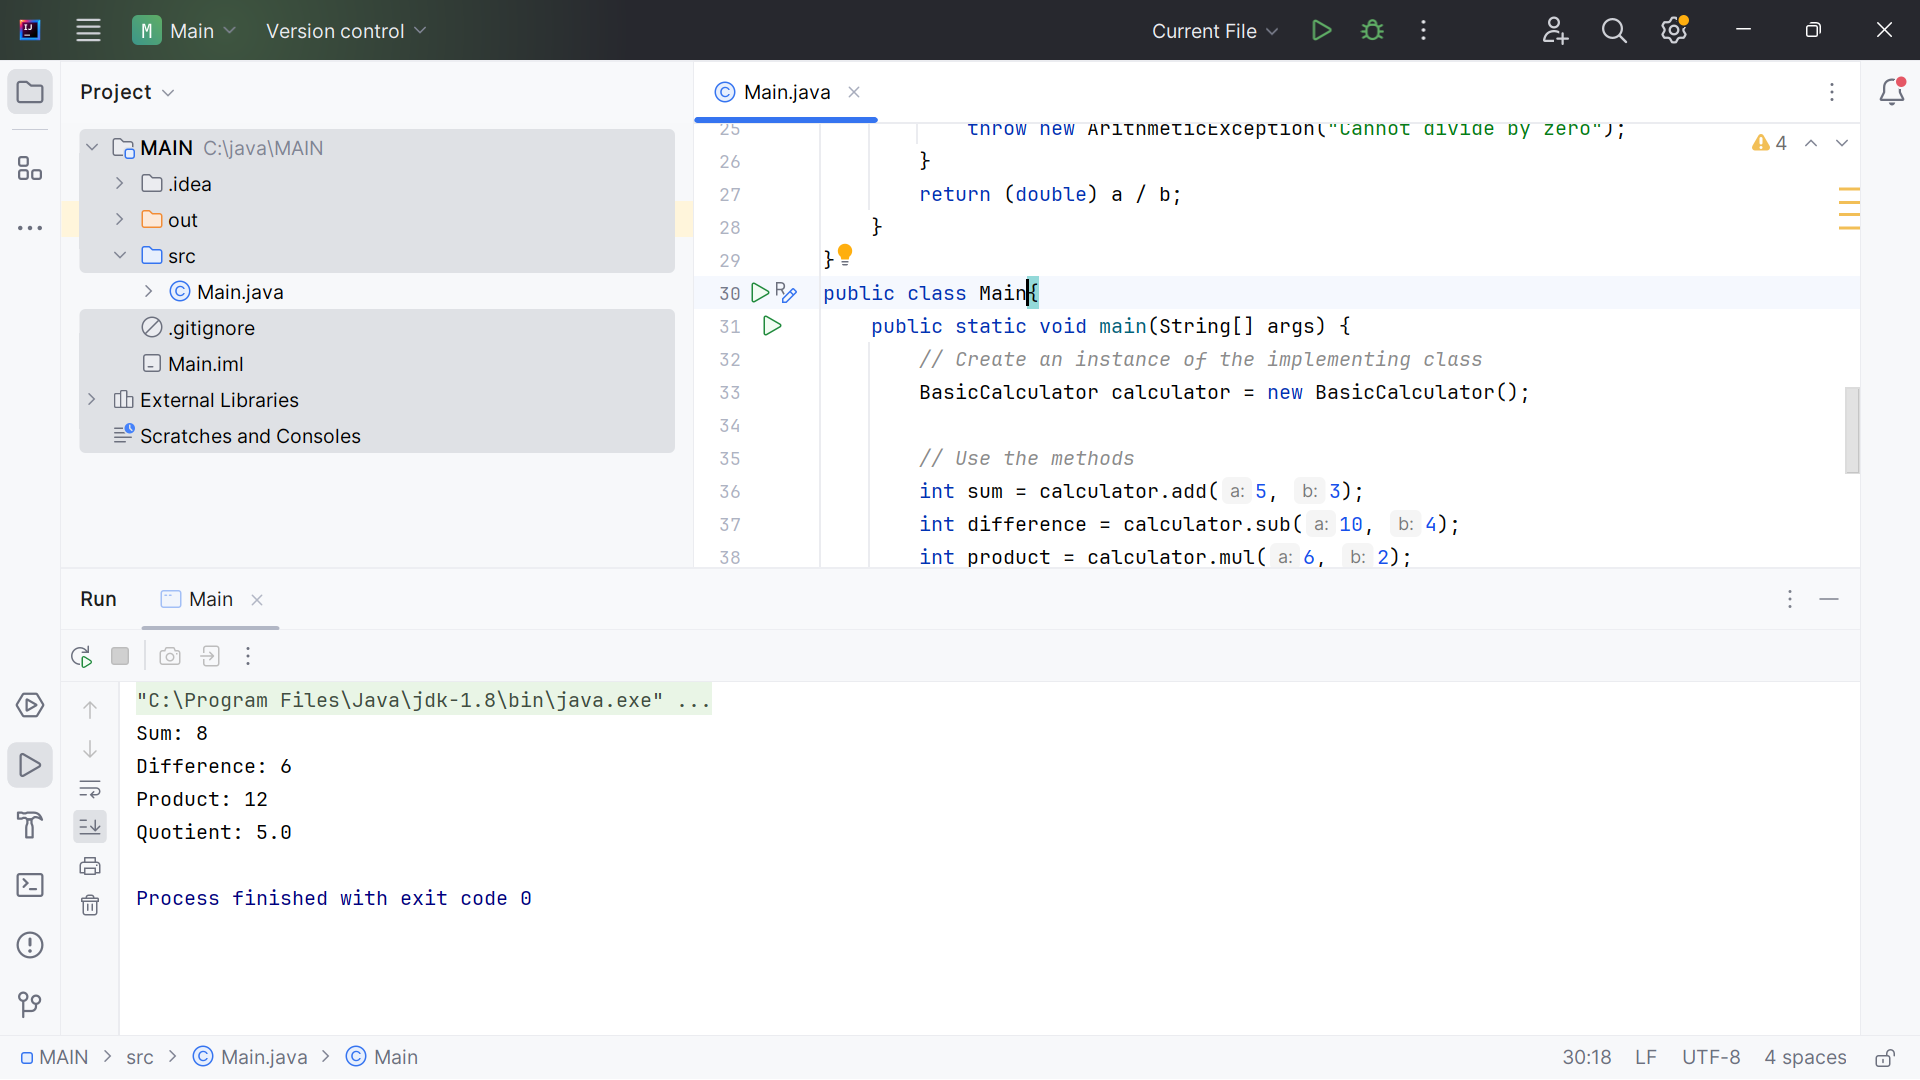 M Main Version control Current File
Project
Main.java
MAIN C:\java\MAIN
.idea
out
src
Main.java
.gitignore
Main.iml
External Libraries
Scratches and Consoles
4
25 throw new ArithmeticException("Cannot divide by zero");
26 }
27 return (double) a / b;
28 }
29 }
30 public class Main{
31 public static void main(String[] args) {
32 // Create an instance of the implementing class
33 BasicCalculator calculator = new BasicCalculator();
34
35 // Use the methods
36 int sum = calculator.add( a: 5, b: 3);
37 int difference = calculator.sub( a: 10, b: 4);
38 int product = calculator.mul( a: 6, b: 2);
Run Main
"C:\Program Files\Java\jdk-1.8\bin\java.exe" ...
Sum: 8
Difference: 6
Product: 12
Quotient: 5.0
Process finished with exit code 0
MAIN > src > Main.java > Main 30:18 LF UTF-8 4 spaces